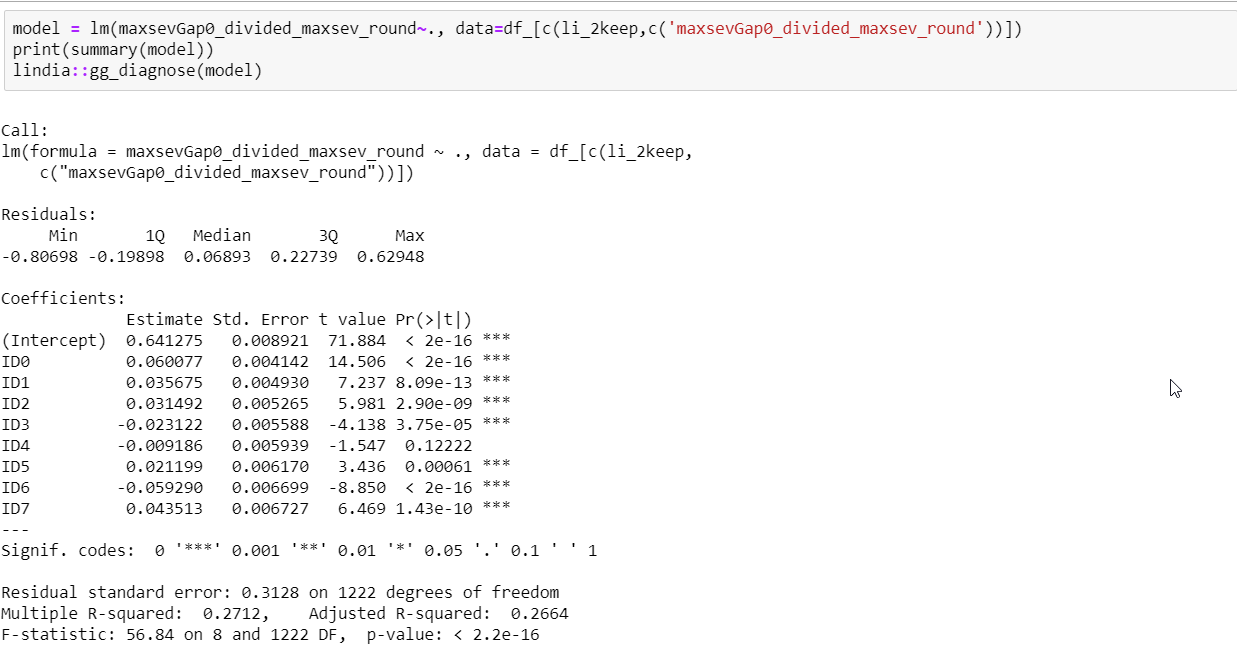 model = lm(maxsevGap0_divided_maxsev_round~., data=df_[c(li_2keep,c('maxsevGap0_divided_maxsev_round'))])
print(summary(model))
lindia::gg_diagnose(model)
Call:
lm(formula = maxsevGap0_divided_maxsev_round ~ ., data = df_[c(li_2keep,
    c("maxsevGap0_divided_maxsev_round"))])
Residuals:
     Min       1Q   Median       3Q      Max
-0.80698 -0.19898  0.06893  0.22739  0.62948
Coefficients:
             Estimate Std. Error t value Pr(>|t|)
(Intercept)  0.641275   0.008921  71.884  < 2e-16 ***
ID0          0.060077   0.004142  14.506  < 2e-16 ***
ID1          0.035675   0.004930   7.237 8.09e-13 ***
ID2          0.031492   0.005265   5.981 2.90e-09 ***
ID3         -0.023122   0.005588  -4.138 3.75e-05 ***
ID4         -0.009186   0.005939  -1.547  0.12222
ID5          0.021199   0.006170   3.436  0.00061 ***
ID6         -0.059290   0.006699  -8.850  < 2e-16 ***
ID7          0.043513   0.006727   6.469 1.43e-10 ***
---
Signif. codes:  0 '***' 0.001 '**' 0.01 '*' 0.05 '.' 0.1 ' ' 1
Residual standard error: 0.3128 on 1222 degrees of freedom
Multiple R-squared:  0.2712,    Adjusted R-squared:  0.2664
F-statistic: 56.84 on 8 and 1222 DF,  p-value: < 2.2e-16